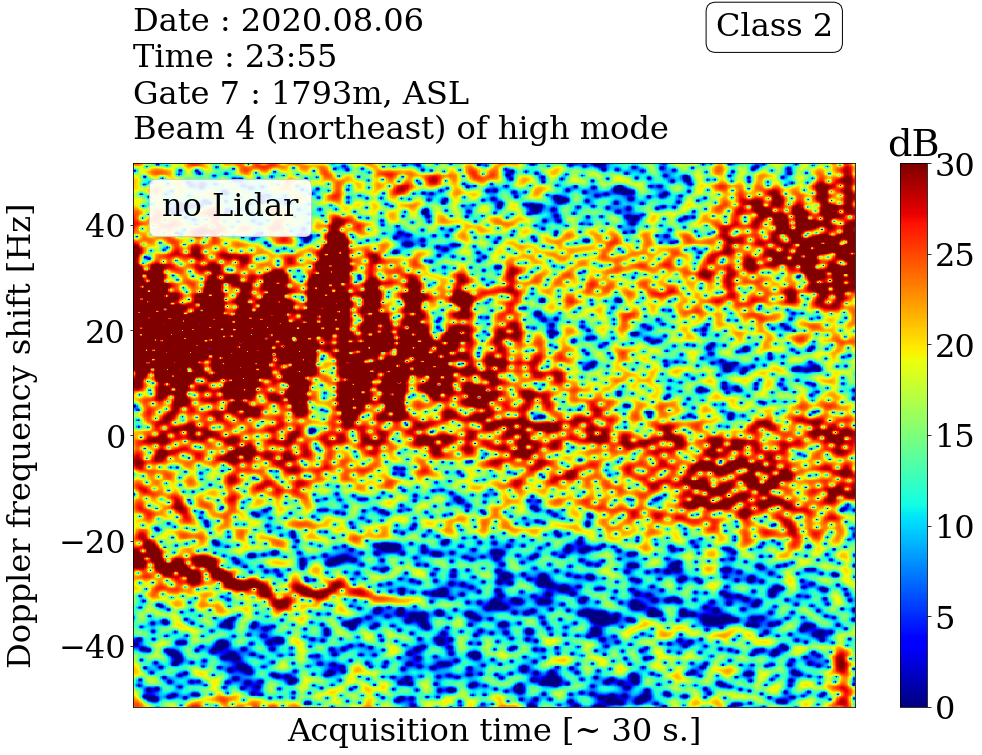 Date : 2020.08.06
Time : 23:55
Gate 7 : 1793m, ASL
Beam 4 (northeast) of high mode
Class 2
dB
no Lidar
Doppler frequency shift [Hz]
40
20
0
−20
−40
30
25
20
15
10
5
0
Acquisition time [~ 30 s.]